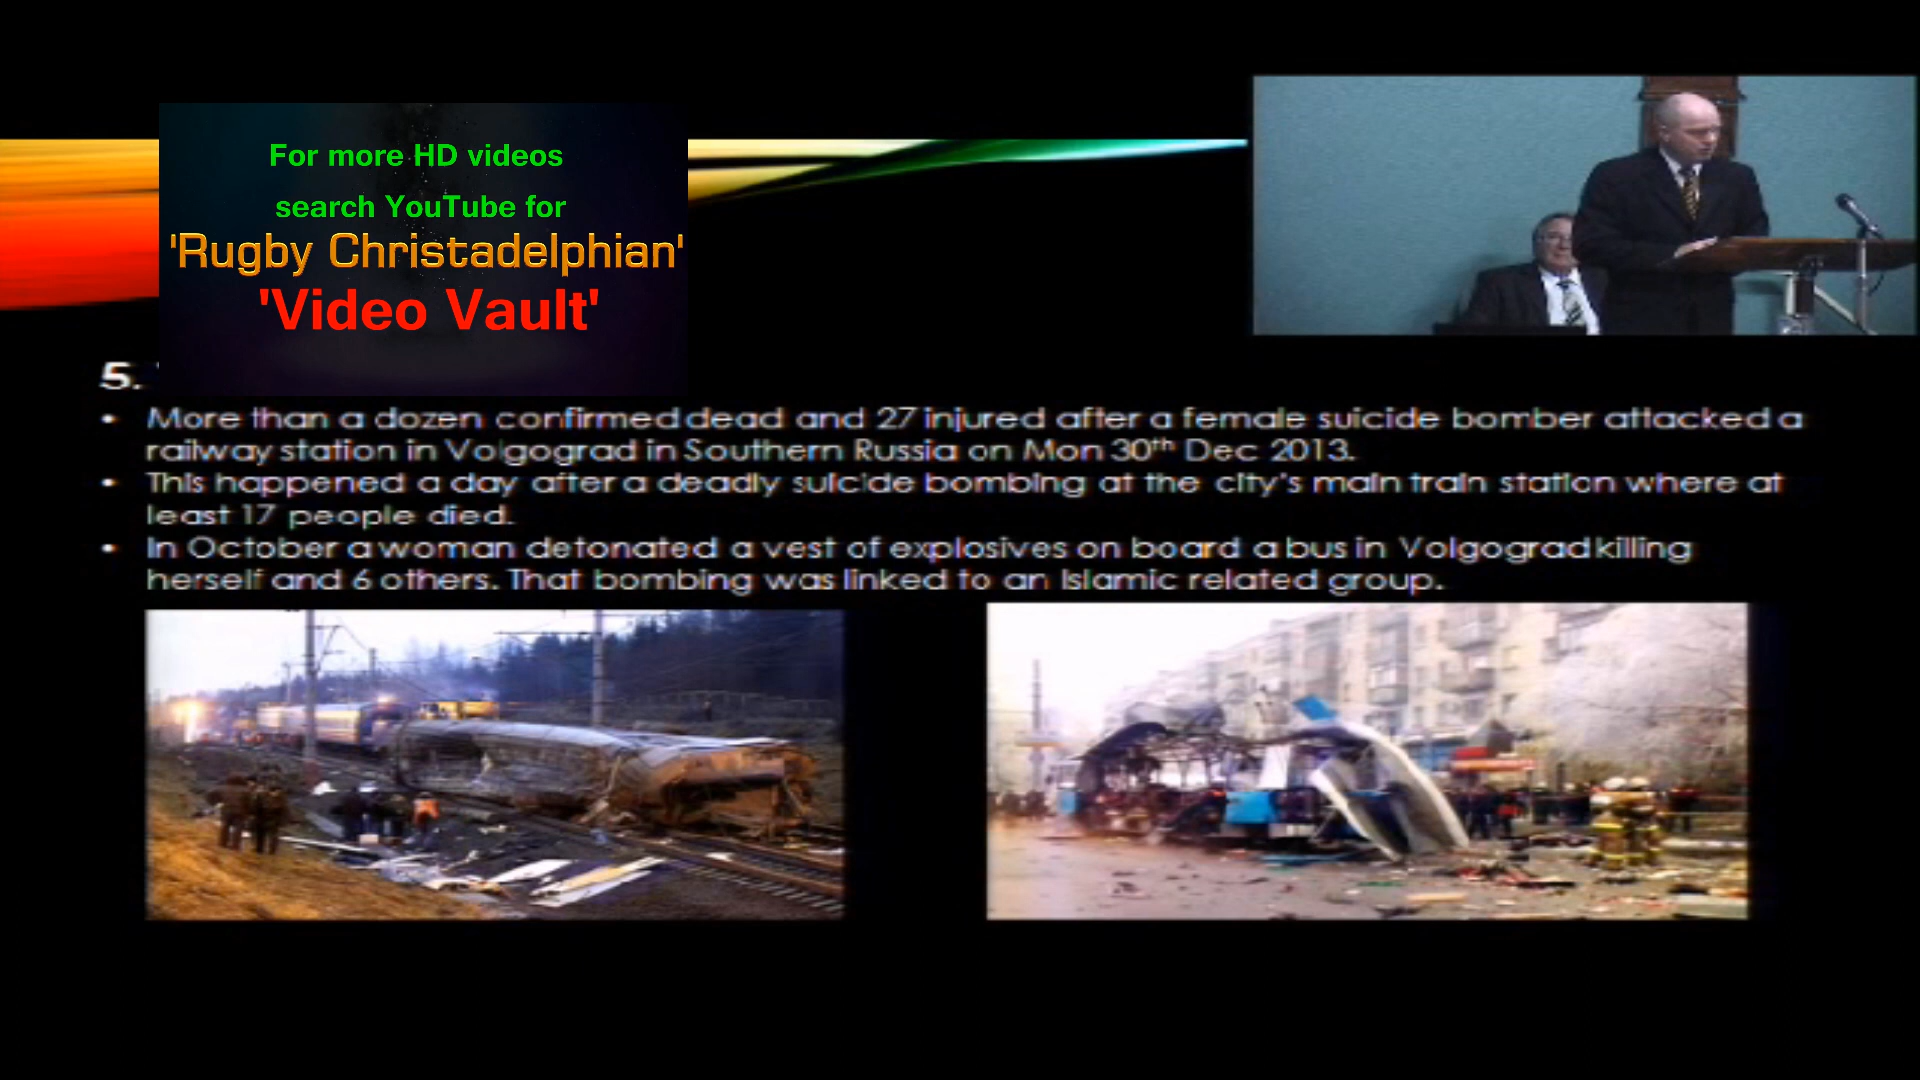 For more HD videos
search YouTube for
'Rugby Christadelphian'
'Video Vault'
5.
• More than a dozen confirmed dead and 27 injured after a female suicide bomber attacked a
railway station in Volgograd in Southern Russia on Mon 30th Dec 2013.
• This happened a day after a deadly suicide bombing at the city's main train station where at
least 17 people died.
• In October a woman detonated a vest of explosives on board a bus in Volgograd killing
herself and 6 others. That bombing was linked to an Islamic related group.